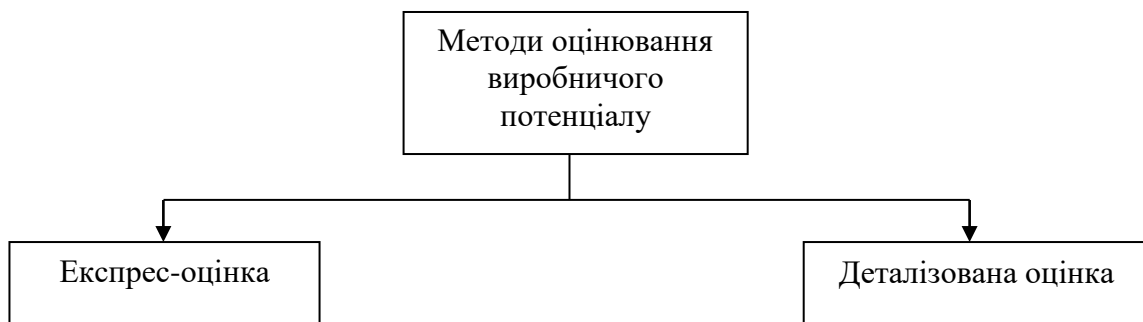 Методи оцінювання
виробничого
потенціалу
Експрес-оцінка
Деталізована оцінка